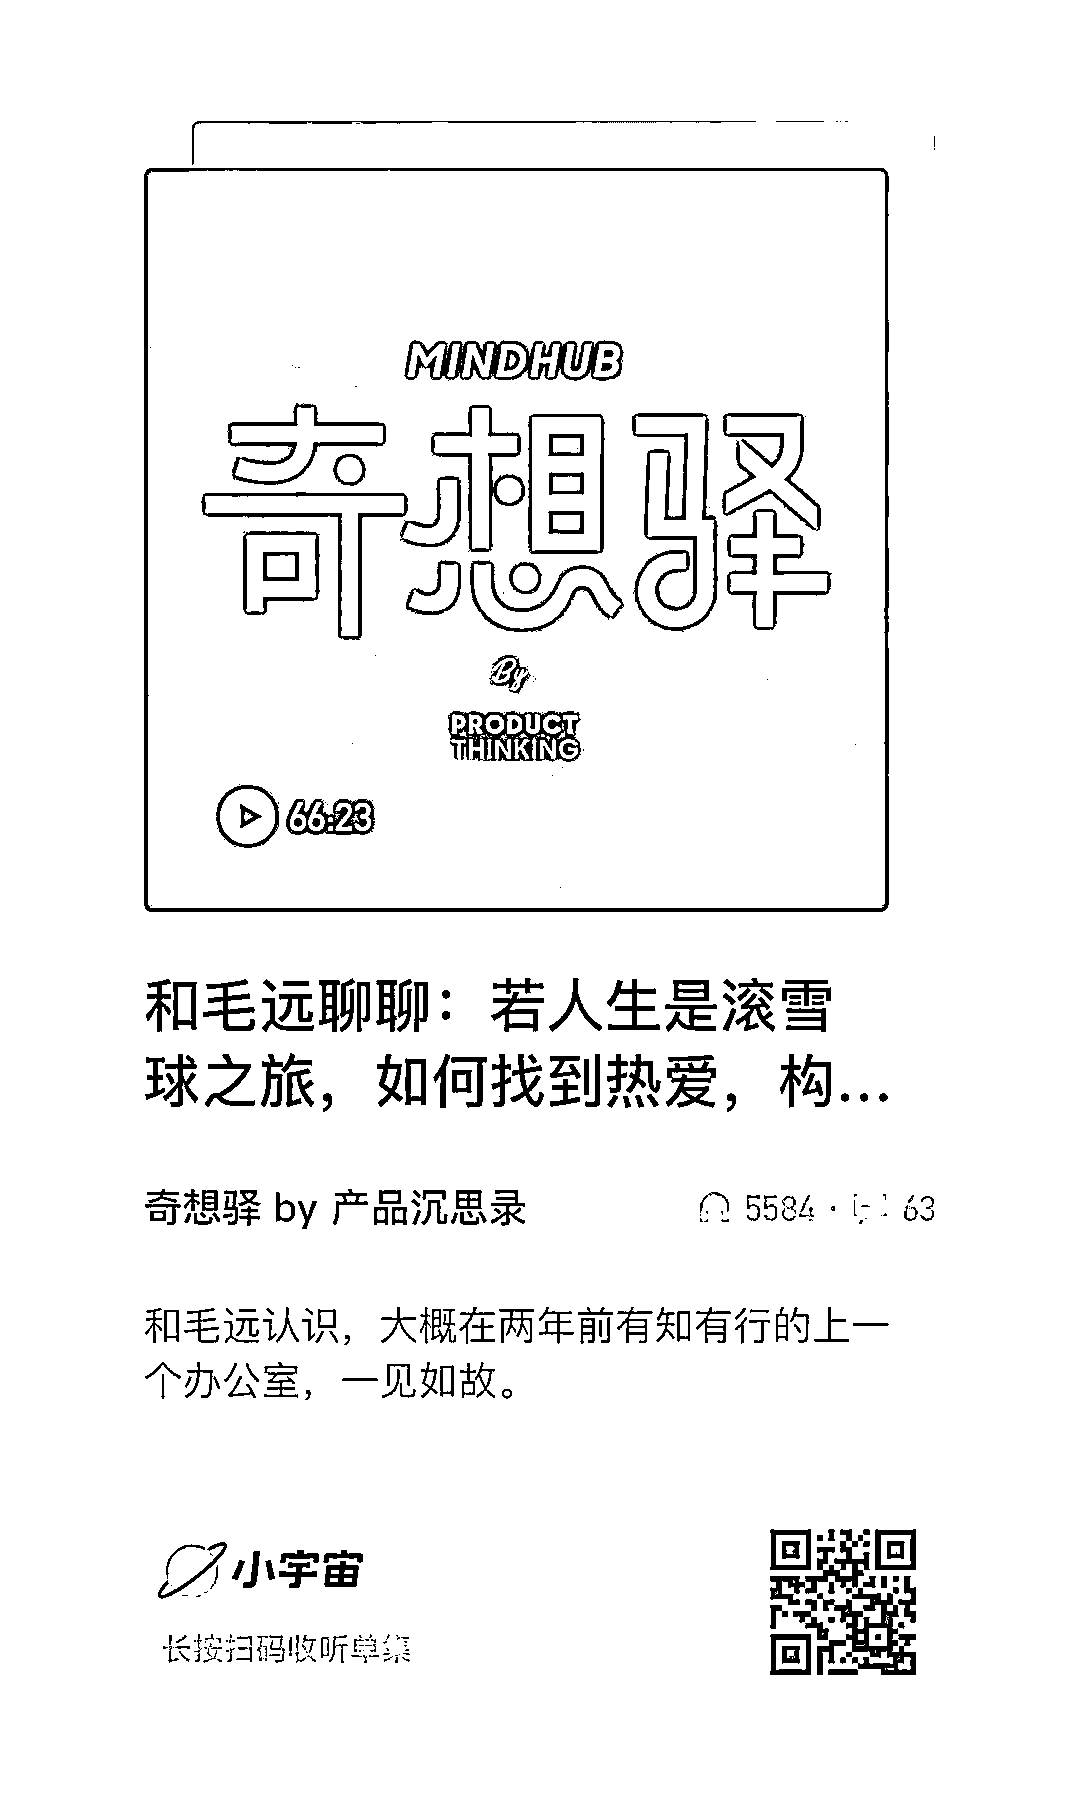 MINDHUB
奇想驿
By
PRODUCT
THINKING
66:23
和毛远聊聊：若人生是滚雪
球之旅，如何找到热爱，构...
奇想驿 by 产品沉思录
5584 · 63
和毛远认识，大概在两年前有知有行的上一
个办公室，一见如故。
小宇宙
长按扫码收听单集